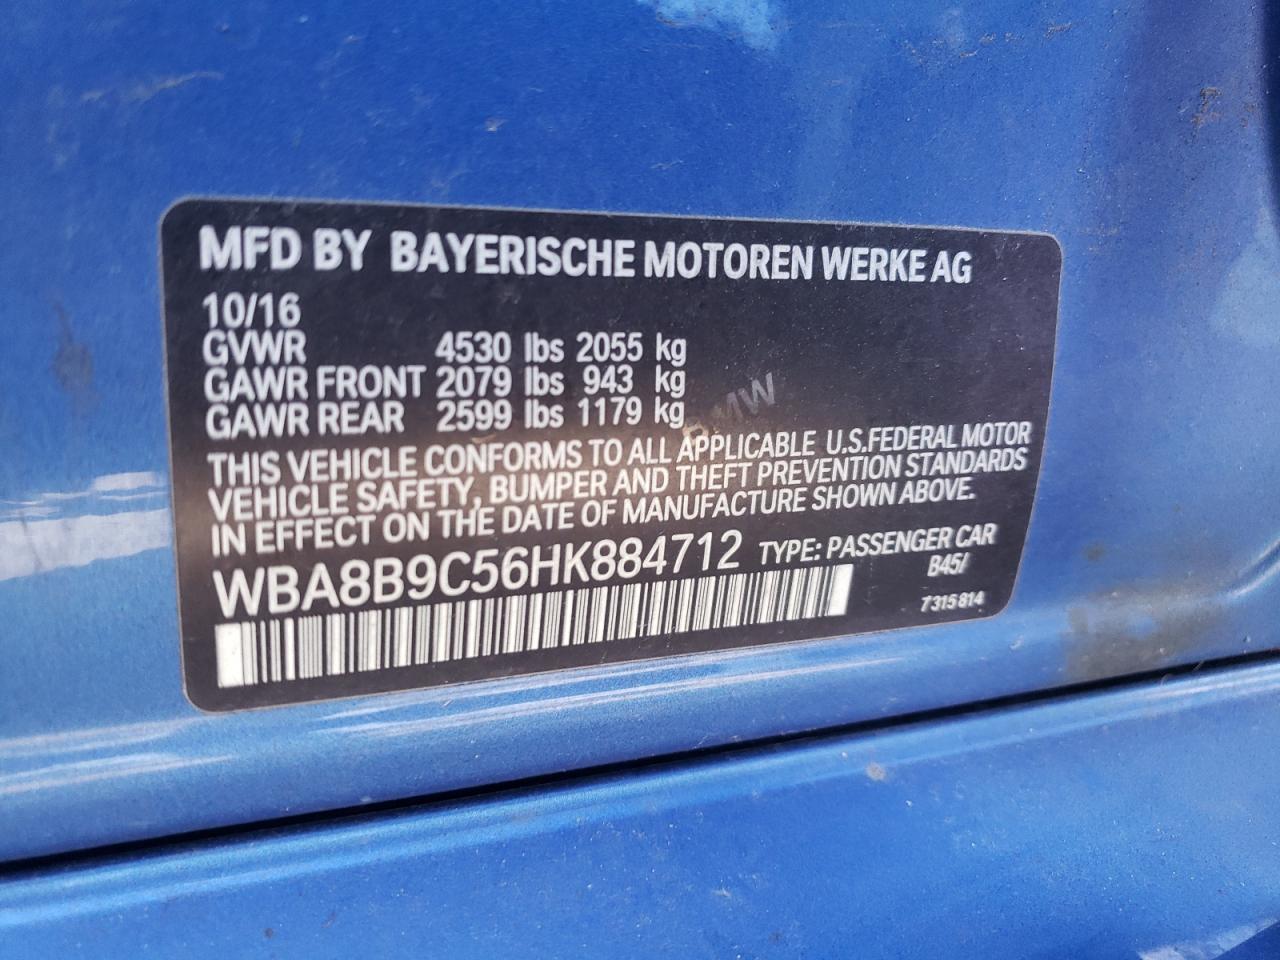 MFD BY BAYERISCHE MOTOREN WERKE AG
10/16
GVWR 4530 lbs 2055 kg
GAWR FRONT 2079 lbs 943 kg
GAWR REAR 2599 lbs 1179 kg
BMW
THIS VEHICLE CONFORMS TO ALL APPLICABLE U.S.FEDERAL MOTOR
VEHICLE SAFETY, BUMPER AND THEFT PREVENTION STANDARDS
IN EFFECT ON THE DATE OF MANUFACTURE SHOWN ABOVE.
WBA8B9C56HK884712 TYPE: PASSENGER CAR
B45/
7315814